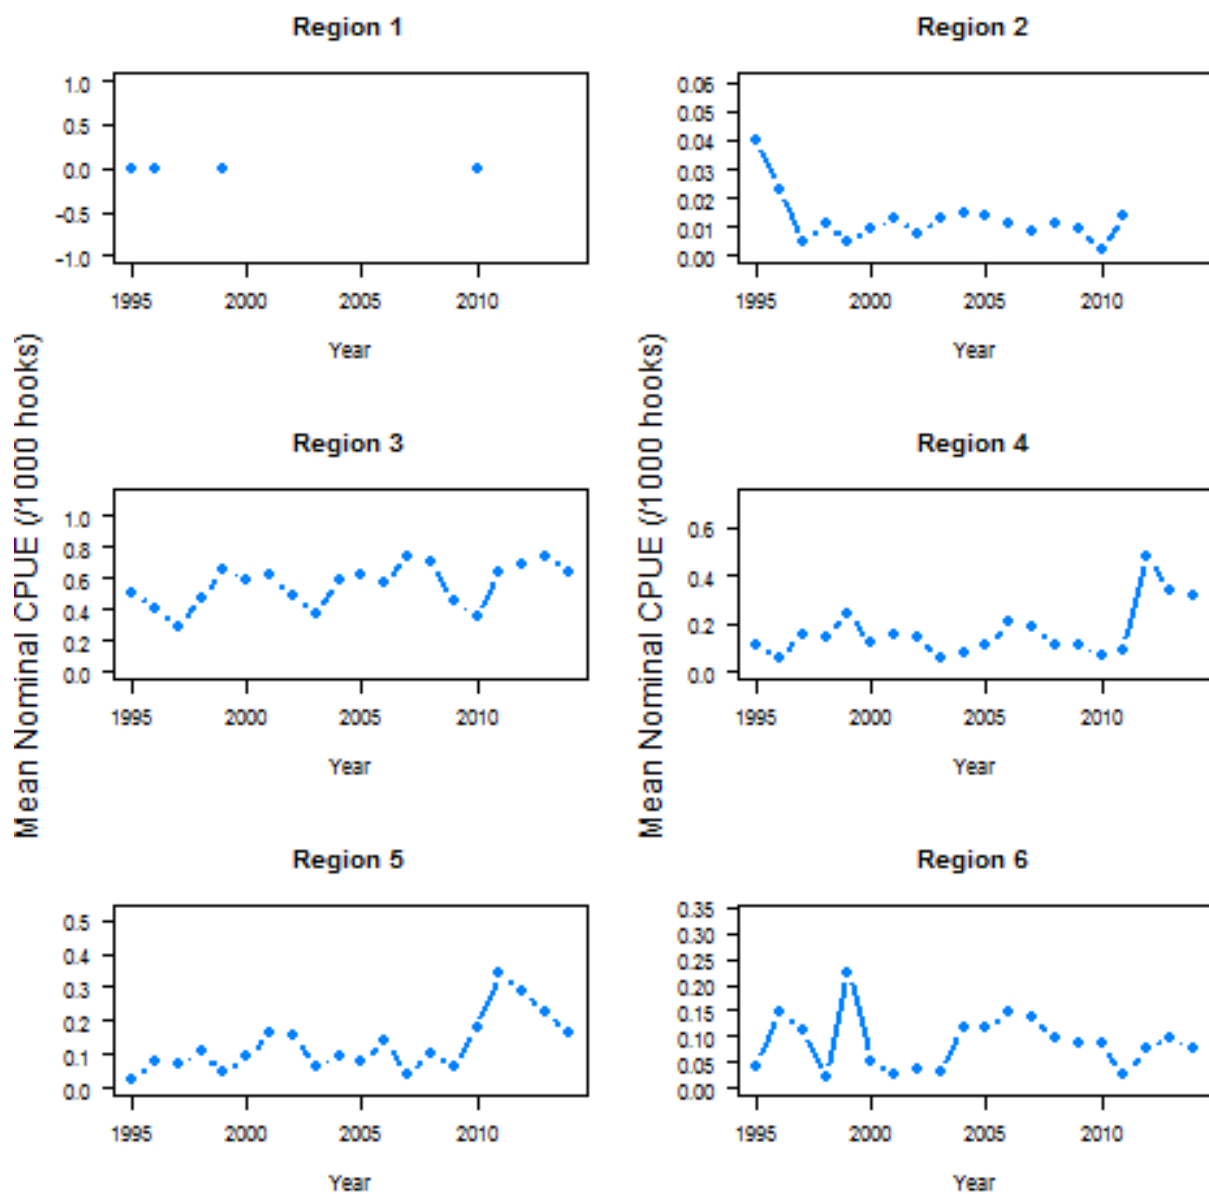 Region 1
1.0
0.5
0.0
-0.5
-1.0
1995 2000 2005 2010
Year
Region 2
0.06
0.05
0.04
0.03
0.02
0.01
0.00
1995 2000 2005 2010
Year
Mean Nominal CPUE (/1000 hooks)
Mean Nominal CPUE (/1000 hooks)
Region 3
1.0
0.8
0.6
0.4
0.2
0.0
1995 2000 2005 2010
Year
Region 4
0.6
0.4
0.2
0.0
1995 2000 2005 2010
Year
Region 5
0.5
0.4
0.3
0.2
0.1
0.0
1995 2000 2005 2010
Year
Region 6
0.35
0.30
0.25
0.20
0.15
0.10
0.05
0.00
1995 2000 2005 2010
Year